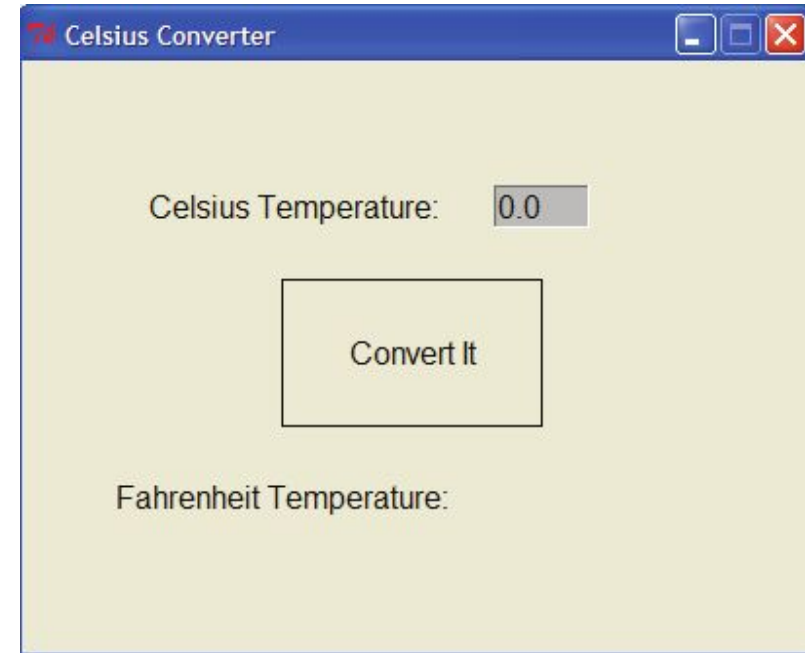 Celsius Converter
Celsius Temperature: 0.0
Convert It
Fahrenheit Temperature: